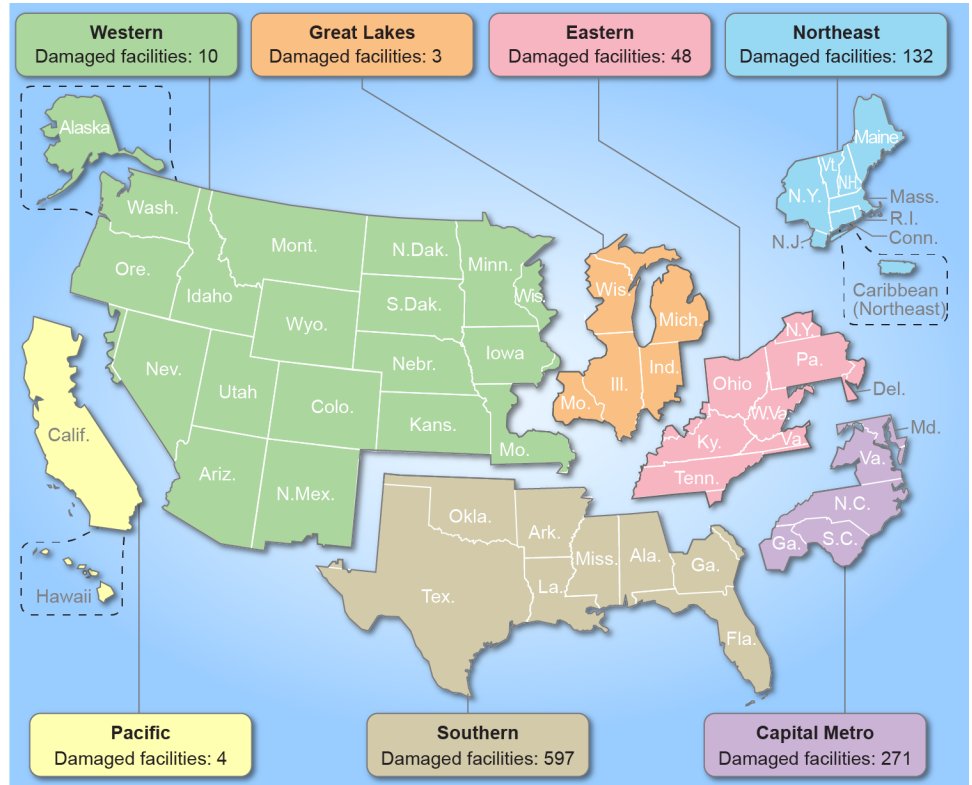 Western
Damaged facilities: 10
Great Lakes
Damaged facilities: 3
Eastern
Damaged facilities: 48
Northeast
Damaged facilities: 132
Alaska
Wash.
Ore.
Idaho
Mont.
Wyo.
N.Dak.
S.Dak.
Nebr.
Kans.
Minn.
Wis.
Iowa
Mo.
Nev.
Utah
Colo.
Ariz.
N.Mex.
Wis.
Mich.
Ill.
Ind.
Mo.
Maine
Vt.
NH
N.Y.
Mass.
R.I.
Conn.
N.J.
Caribbean
(Northeast)
N.Y.
Pa.
Ohio
W.Va.
Del.
Ky.
Va.
Tenn.
Md.
Va.
N.C.
S.C.
Ga.
Calif.
Hawaii
Okla.
Ark.
Tex.
La.
Miss.
Ala.
Ga.
Fla.
Pacific
Damaged facilities: 4
Southern
Damaged facilities: 597
Capital Metro
Damaged facilities: 271